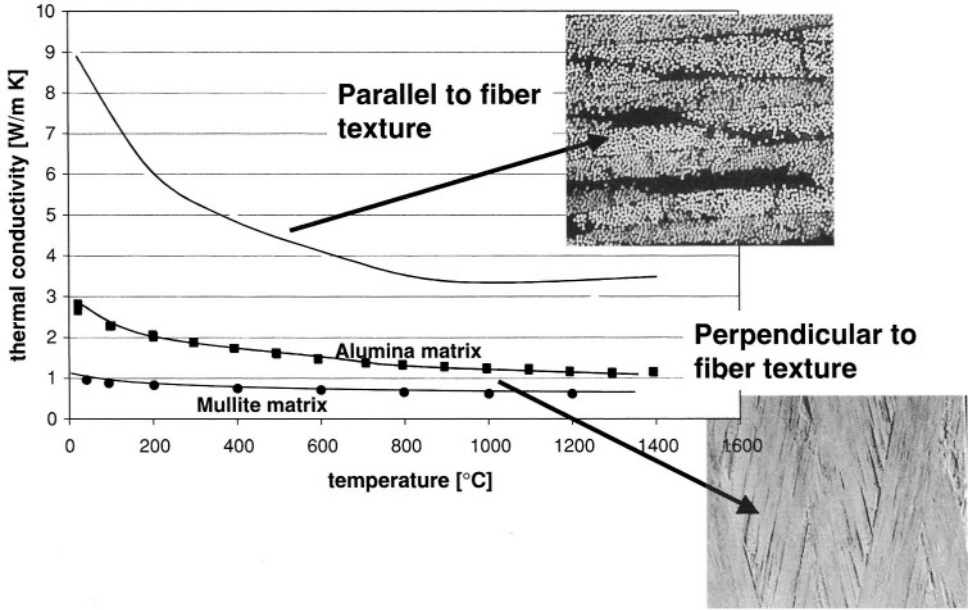 10
9
8
7
6
5
4
3
2
1
0
thermal conductivity [W/m K]
Parallel to fiber
texture
Alumina matrix
Mullite matrix
Perpendicular to
fiber texture
0
200
400
600
800
1000
1200
1400
1600
temperature [°C]